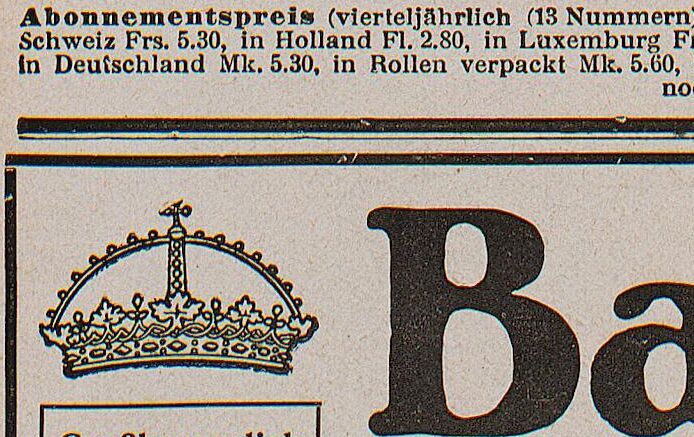 Abonnementspreis (vierteljährlich (13 Nummern)
Schweiz Frs. 5.30, in Holland Fl. 2.80, in Luxemburg
in Deutschland Mk. 5.30, in Rollen verpackt Mk. 5.60,
Ba